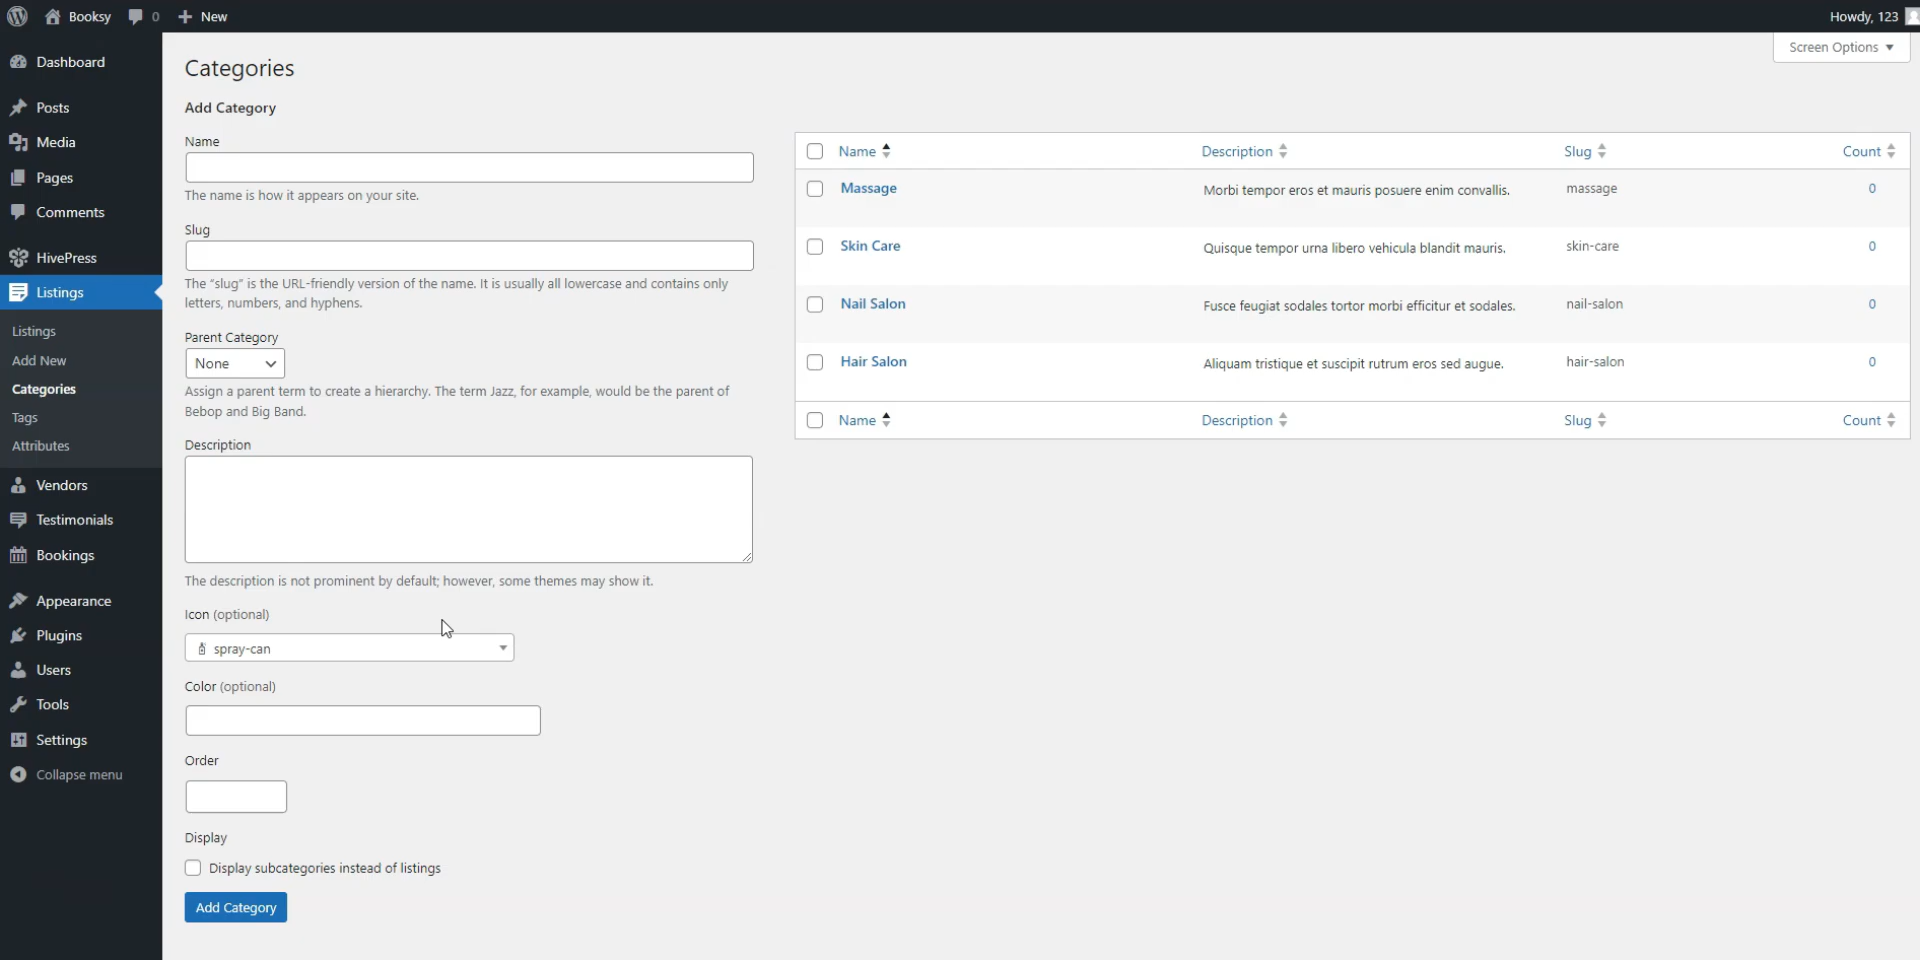 Booksy 0 New Howdy, 123
Screen Options
Dashboard
Posts
Media
Pages
Comments
HivePress
Listings
Listings
Add New
Categories
Tags
Attributes
Vendors
Testimonials
Bookings
Appearance
Plugins
Users
Tools
Settings
Collapse menu
Categories
Add Category
Name
The name is how it appears on your site.
Slug
The “slug” is the URL-friendly version of the name. It is usually all lowercase and contains only
letters, numbers, and hyphens.
Parent Category
None
Assign a parent term to create a hierarchy. The term Jazz, for example, would be the parent of
Bebop and Big Band.
Description
The description is not prominent by default; however, some themes may show it.
Icon (optional)
spray-can
Color (optional)
Order
Display
Display subcategories instead of listings
Add Category
Name Description Slug Count
Massage Morbi tempor eros et mauris posuere enim convallis. massage 0
Skin Care Quisque tempor urna libero vehicula blandit mauris. skin-care 0
Nail Salon Fusce feugiat sodales tortor morbi efficitur et sodales. nail-salon 0
Hair Salon Aliquam tristique et suscipit rutrum eros sed augue. hair-salon 0
Name Description Slug Count